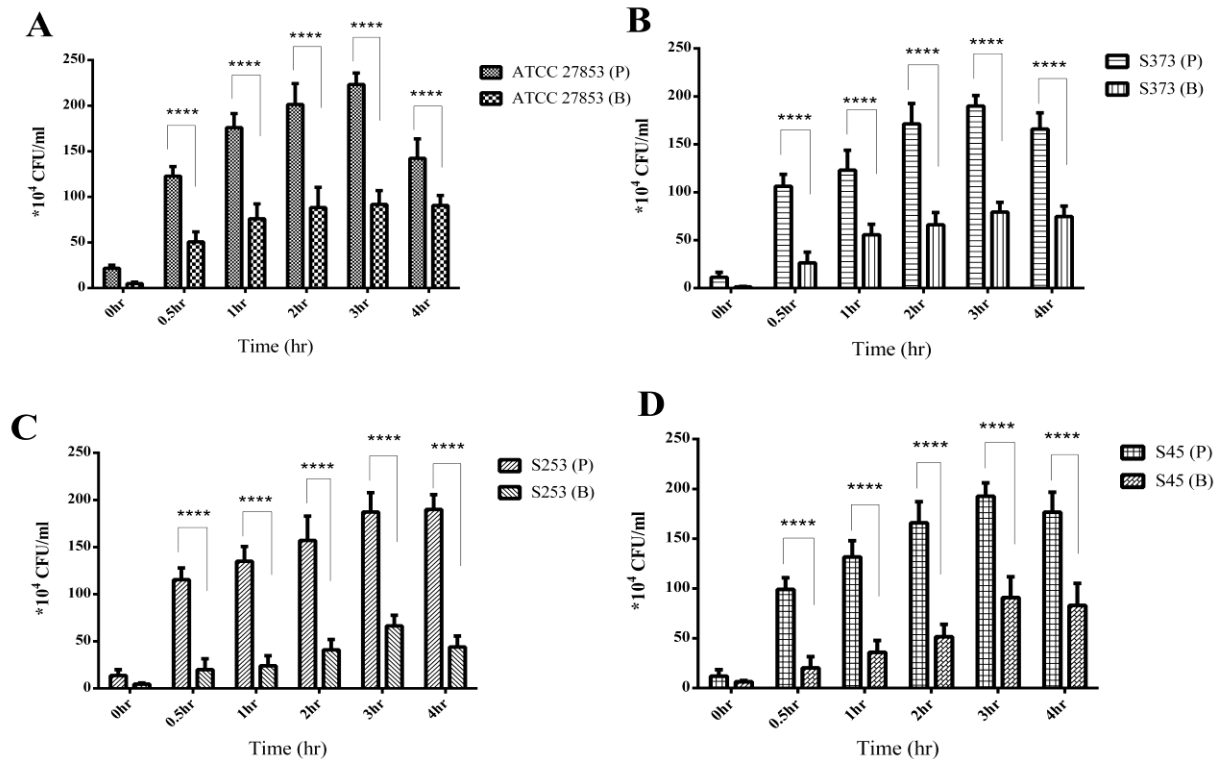 A
****
****
****
****
****
250
200
150
100
50
0
*10⁴ CFU/ml
0hr
0.5hr
1hr
2hr
3hr
4hr
Time (hr)
ATCC 27853 (P)
ATCC 27853 (B)
B
****
****
****
****
****
250
200
150
100
50
0
*10⁴ CFU/ml
0hr
0.5hr
1hr
2hr
3hr
4hr
Time (hr)
S373 (P)
S373 (B)
C
****
****
****
****
****
250
200
150
100
50
0
*10⁴ CFU/ml
0hr
0.5hr
1hr
2hr
3hr
4hr
Time (hr)
S253 (P)
S253 (B)
D
****
****
****
****
****
250
200
150
100
50
0
*10⁴ CFU/ml
0hr
0.5hr
1hr
2hr
3hr
4hr
Time (hr)
S45 (P)
S45 (B)